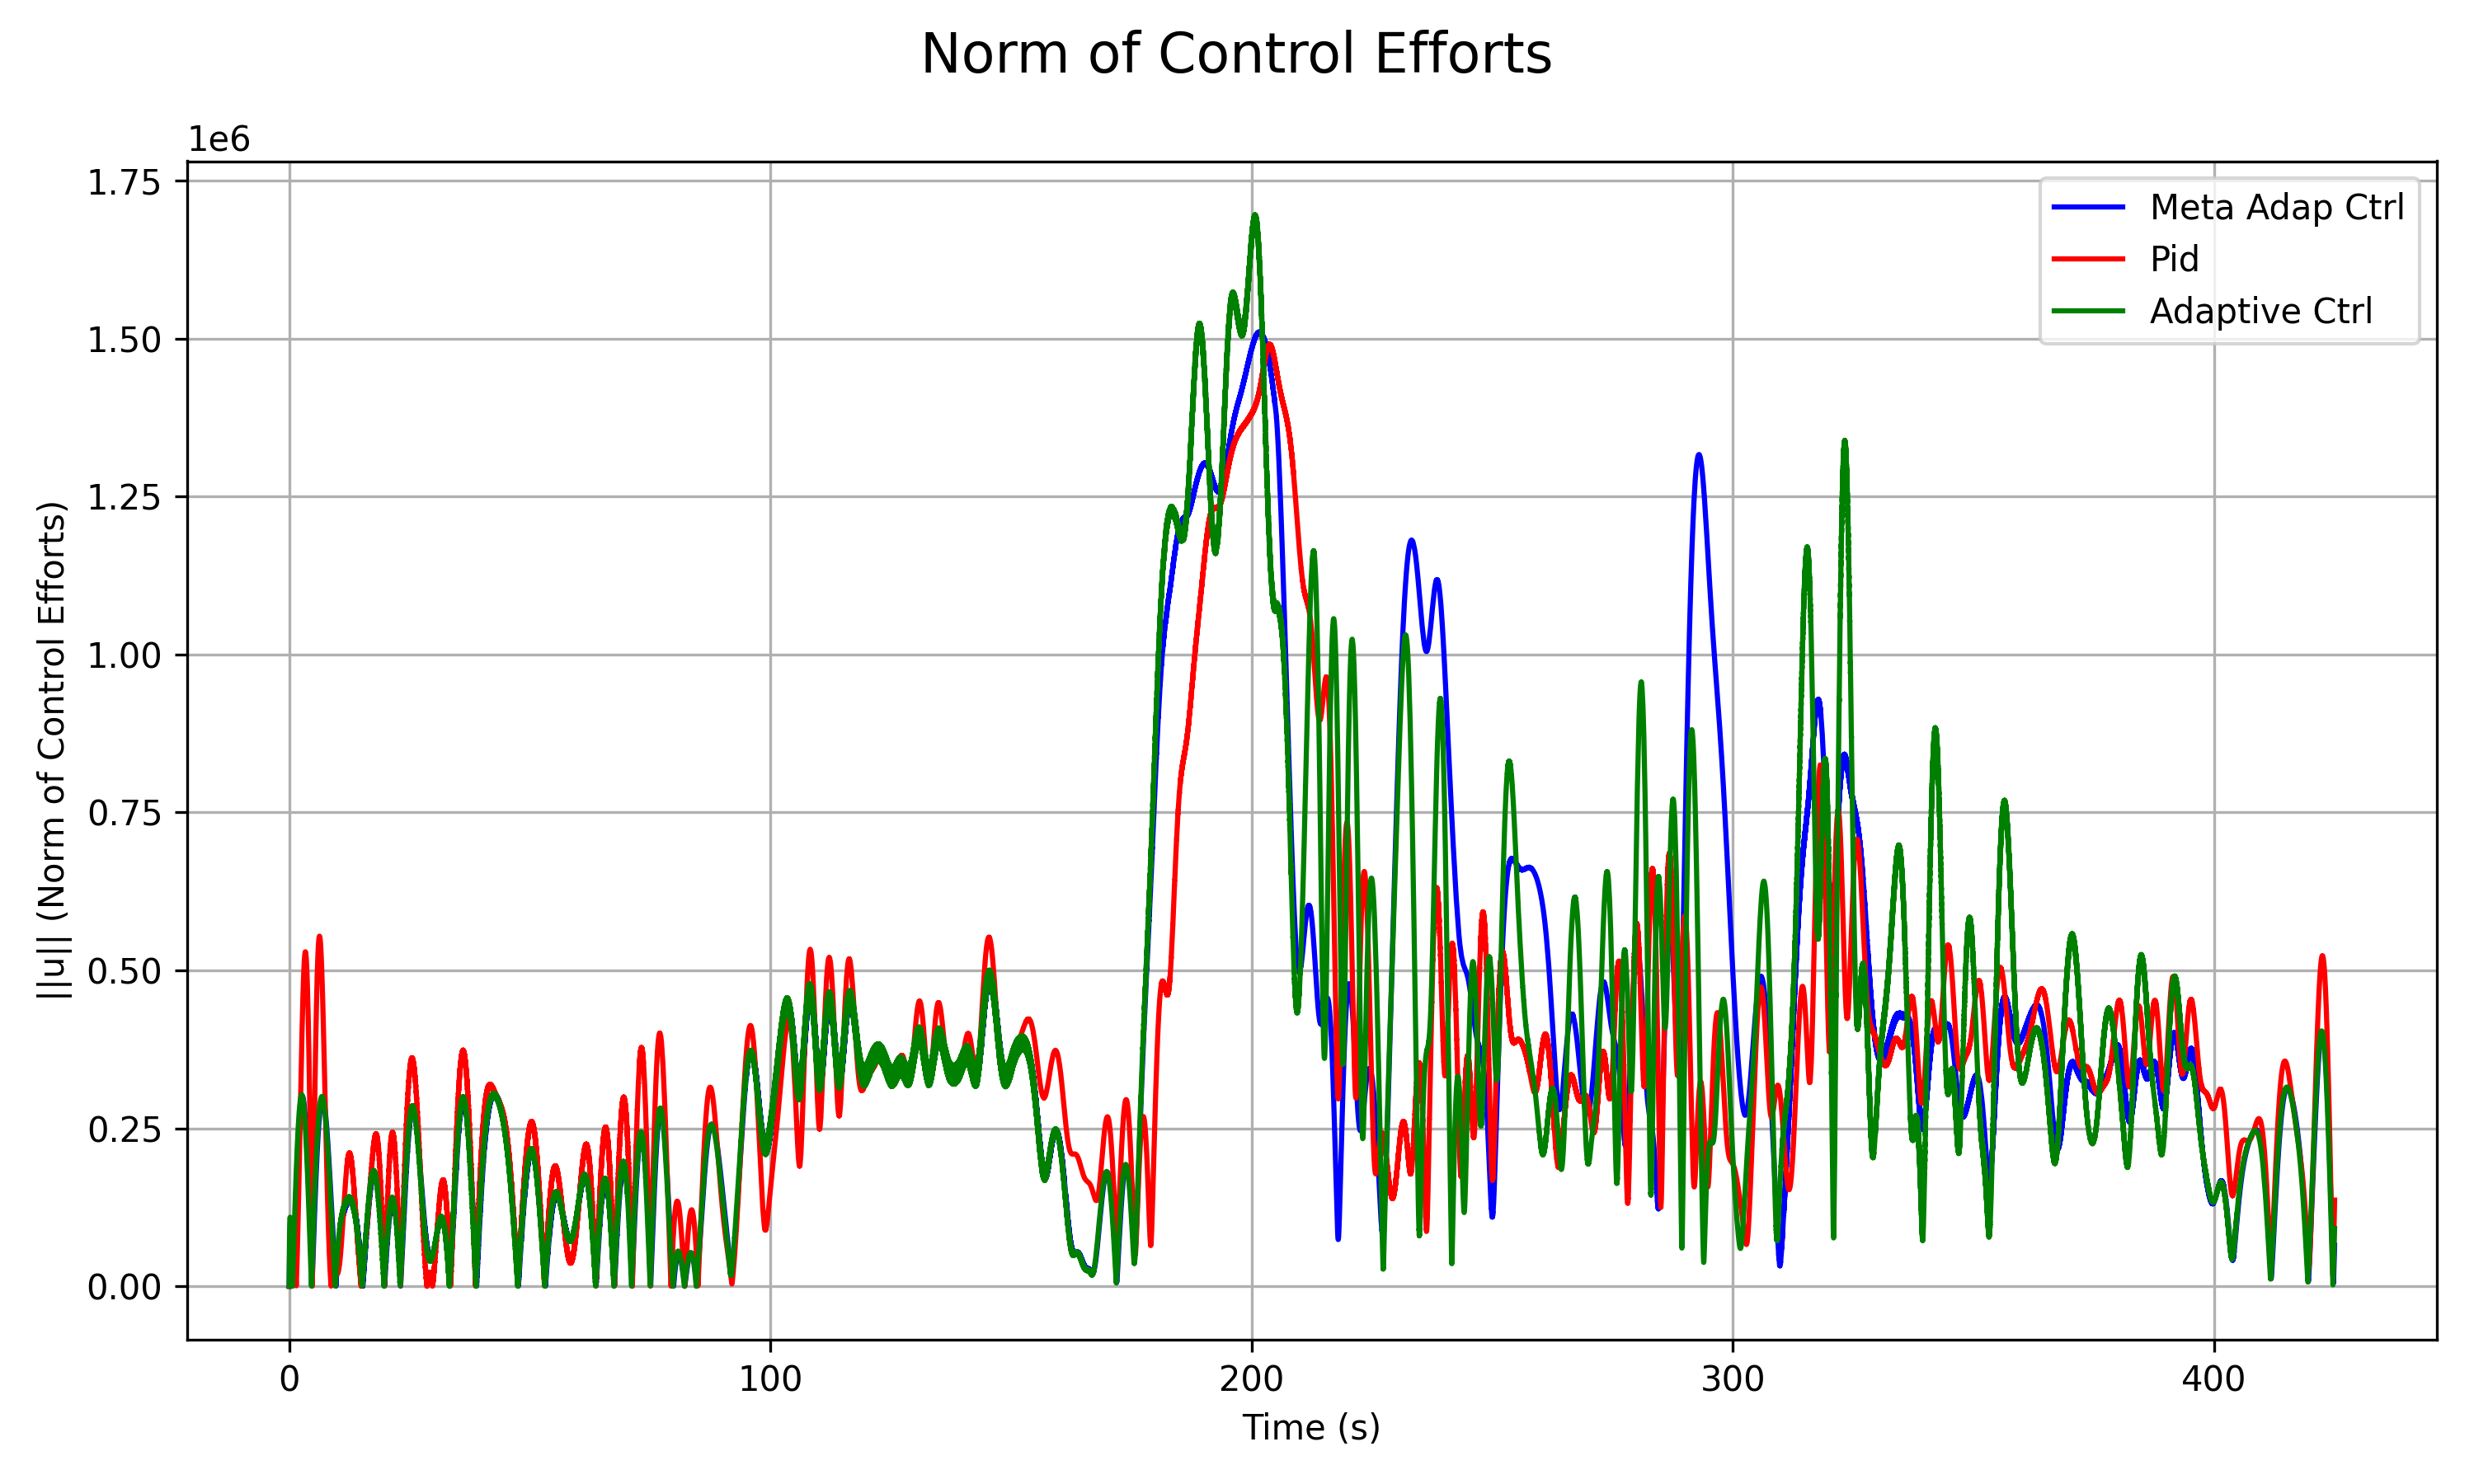 Norm of Control Efforts
1e6
1.75
1.50
1.25
1.00
0.75
0.50
0.25
0.00
||u|| (Norm of Control Efforts)
Meta Adap Ctrl
Pid
Adaptive Ctrl
0 100 200 300 400
Time (s)